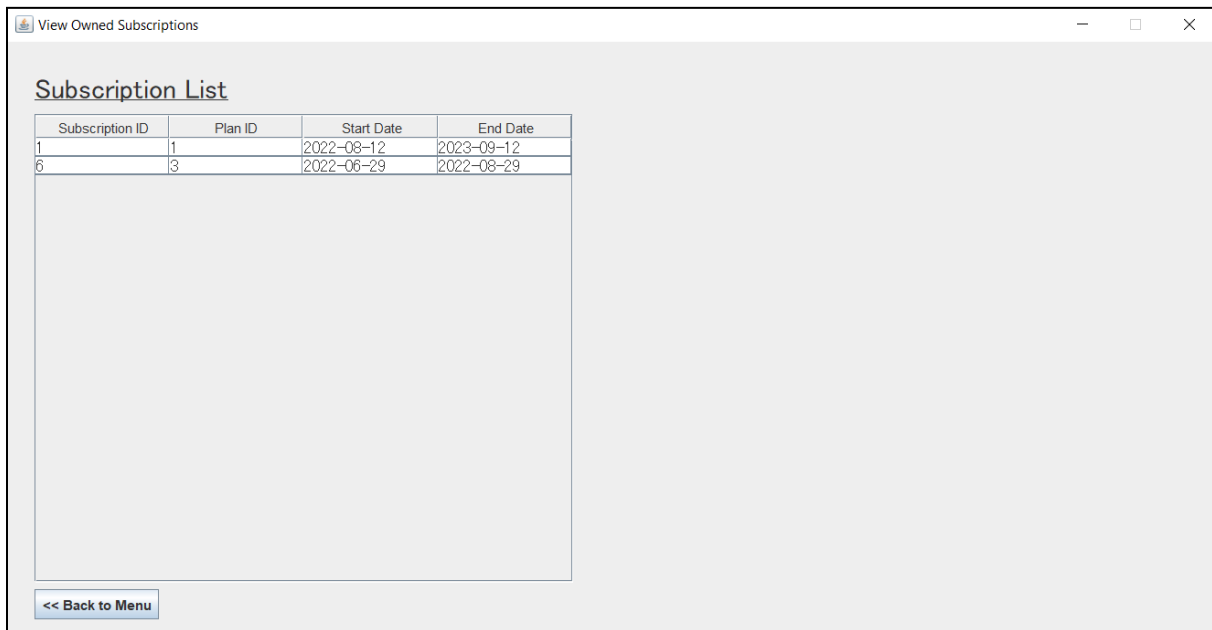 View Owned Subscriptions
Subscription List
Subscription ID Plan ID Start Date End Date
1 1 2022-08-12 2023-09-12
6 3 2022-06-29 2022-08-29
<< Back to Menu